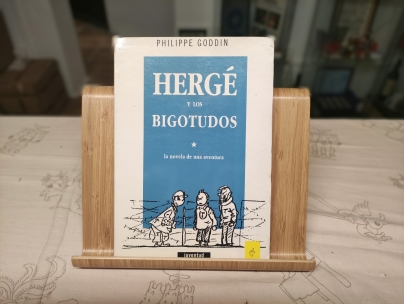 PHILIPPE GODDIN
HERGÉ
Y LOS
BIGOTUDOS
la novela de una aventura
juventud